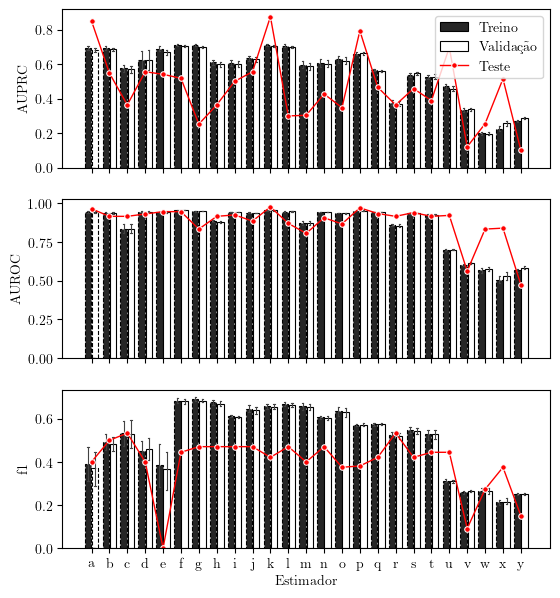 0.8
0.6
0.4
0.2
0.0
AUPRC
Treino
Validação
Teste
1.00
0.75
0.50
0.25
0.00
AUROC
0.6
0.4
0.2
0.0
f1
a b c d e f g h i j k l m n o p q r s t u v w x y
Estimador